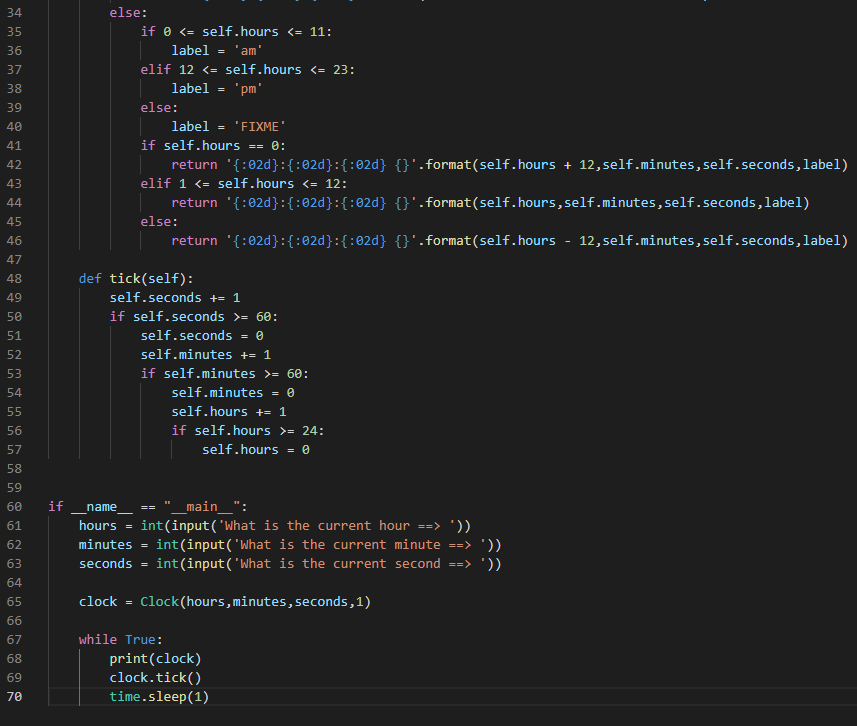 34 else:
35 if 0 <= self.hours <= 11:
36 label = 'am'
37 elif 12 <= self.hours <= 23:
38 label = 'pm'
39 else:
40 label = 'FIXME'
41 if self.hours == 0:
42 return '{:02d}:{:02d}:{:02d} {}'.format(self.hours + 12,self.minutes,self.seconds,label)
43 elif 1 <= self.hours <= 12:
44 return '{:02d}:{:02d}:{:02d} {}'.format(self.hours,self.minutes,self.seconds,label)
45 else:
46 return '{:02d}:{:02d}:{:02d} {}'.format(self.hours - 12,self.minutes,self.seconds,label)
47
48 def tick(self):
49 self.seconds += 1
50 if self.seconds >= 60:
51 self.seconds = 0
52 self.minutes += 1
53 if self.minutes >= 60:
54 self.minutes = 0
55 self.hours += 1
56 if self.hours >= 24:
57 self.hours = 0
58
59
60 if __name__ == "__main__":
61 hours = int(input('What is the current hour ==> '))
62 minutes = int(input('What is the current minute ==> '))
63 seconds = int(input('What is the current second ==> '))
64
65 clock = Clock(hours,minutes,seconds,1)
66
67 while True:
68 print(clock)
69 clock.tick()
70 time.sleep(1)